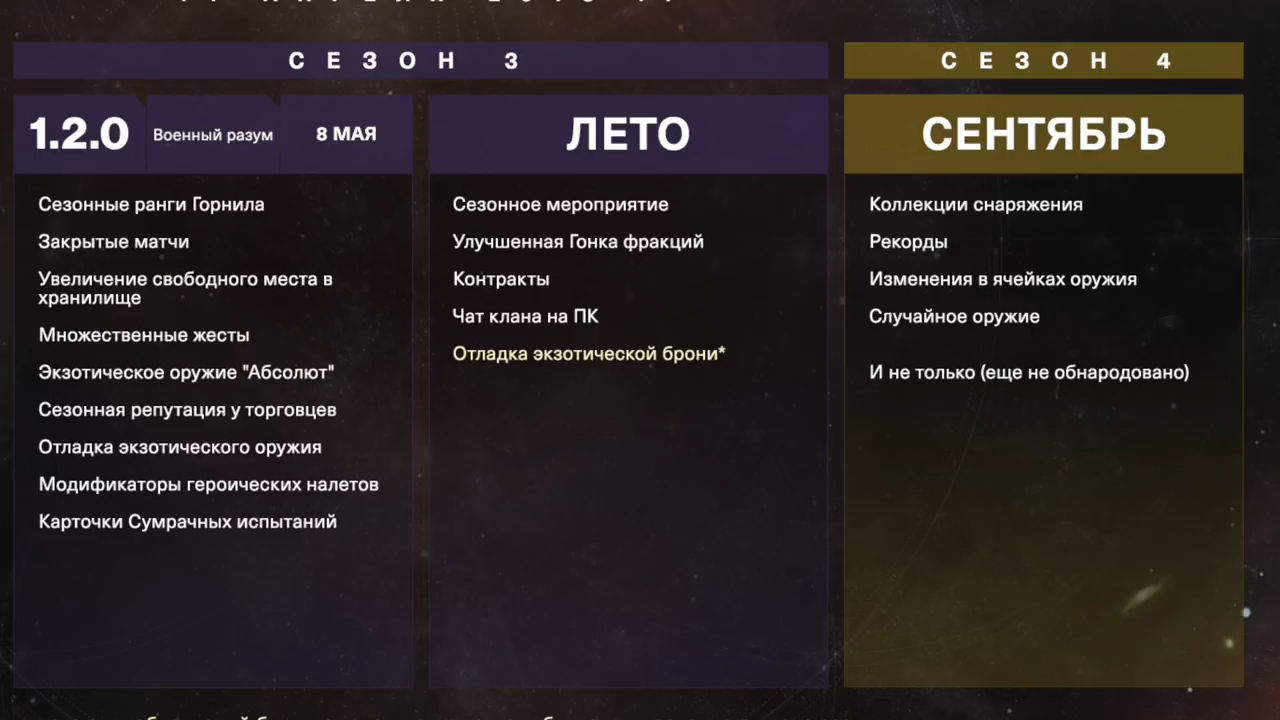 СЕЗОН 3
СЕЗОН 4
1.2.0
Военный разум
8 МАЯ
ЛЕТО
СЕНТЯБРЬ
Сезонные ранги Горнила
Закрытые матчи
Увеличение свободного места в
хранилище
Множественные жесты
Экзотическое оружие "Абсолют"
Сезонная репутация у торговцев
Отладка экзотического оружия
Модификаторы героических налетов
Карточки Сумрачных испытаний
Сезонное мероприятие
Улучшенная Гонка фракций
Контракты
Чат клана на ПК
Отладка экзотической брони*
Коллекции снаряжения
Рекорды
Изменения в ячейках оружия
Случайное оружие
И не только (еще не обнародовано)